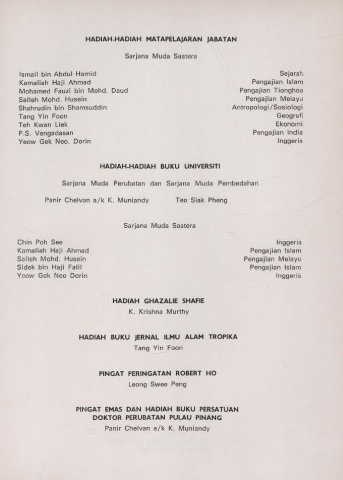 HADIAH-HADIAH MATAPELAJARAN JABATAN
Sarjana Muda Sastera
Ismail bin Abdul Hamid Sejarah
Kamaliah Haji Ahmad Pengajian Islam
Mohamed Fauzi bin Mohd. Daud Pengajian Tionghoa
Salleh Mohd. Husein Pengajian Melayu
Shahrudin bin Shamsuddin Antropologi/Sosiologi
Tang Yin Foon Geografi
Teh Kwan Liek Ekonomi
P.S. Vengadasan Pengajian India
Yeow Gek Neo. Dorin Inggeris
HADIAH-HADIAH BUKU UNIVERSITI
Sarjana Muda Perubatan dan Sarjana Muda Pembedahan
Panir Chelvan a/k K. Muniandy Teo Siak Pheng
Sarjana Muda Sastera
Chin Poh See Inggeris
Kamaliah Haji Ahmad Pengajian Islam
Salleh Mohd. Husein Pengajian Melayu
Sidek bin Haji Falil Pengajian Islam
Yeow Gek Neo. Dorin Inggeris
HADIAH GHAZALIE SHAFIE
K. Krishna Murthy
HADIAH BUKU JERNAL ILMU ALAM TROPIKA
Tang Yin Foon
PINGAT PERINGATAN ROBERT HO
Leong Swee Peng
PINGAT EMAS DAN HADIAH BUKU PERSATUAN
DOKTOR PERUBATAN PULAU PINANG
Panir Chelvan a/k K. Muniandy